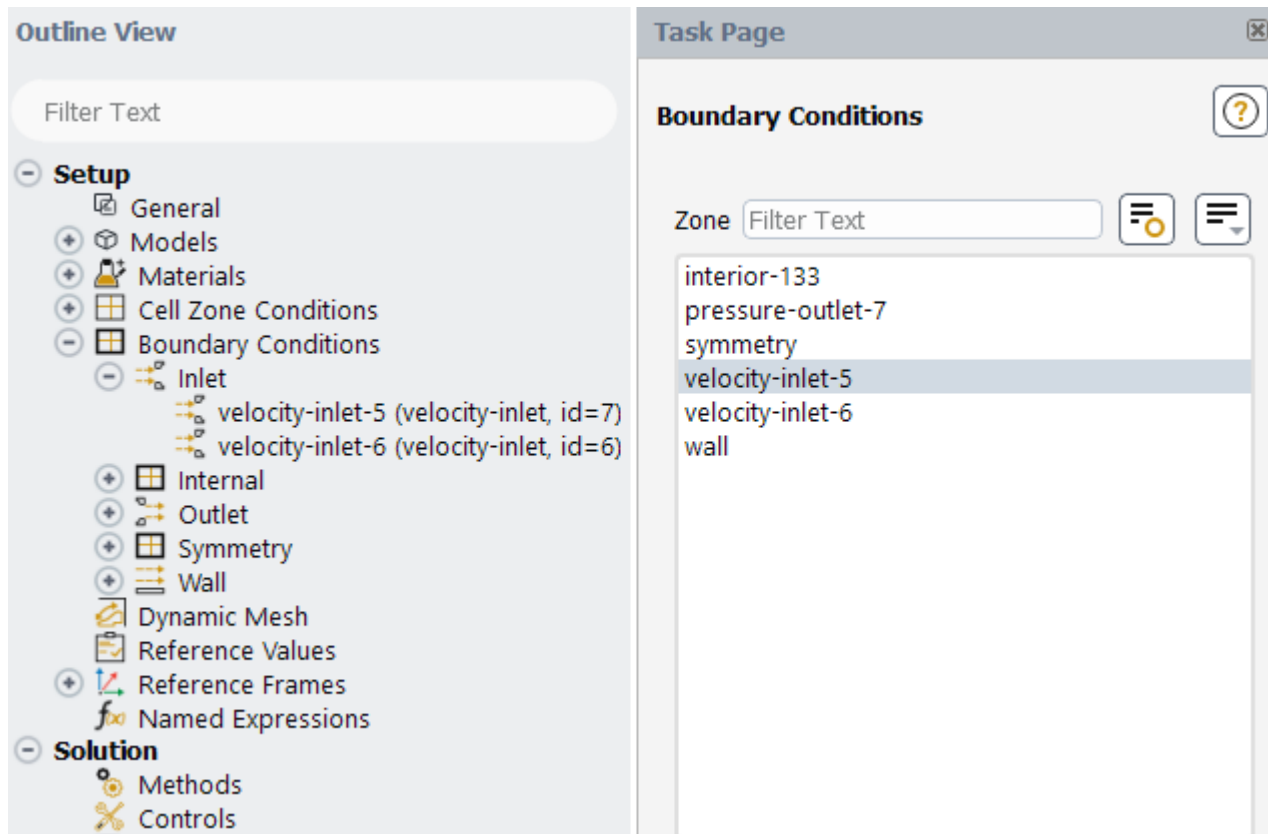 Outline View
Filter Text
Setup
General
Models
Materials
Cell Zone Conditions
Boundary Conditions
Inlet
velocity-inlet-5 (velocity-inlet, id=7)
velocity-inlet-6 (velocity-inlet, id=6)
Internal
Outlet
Symmetry
Wall
Dynamic Mesh
Reference Values
Reference Frames
Named Expressions
Solution
Methods
Controls
Task Page
Boundary Conditions
Zone Filter Text
interior-133
pressure-outlet-7
symmetry
velocity-inlet-5
velocity-inlet-6
wall